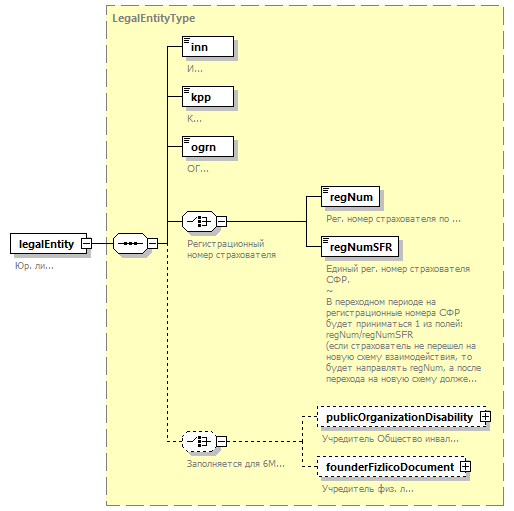 LegalEntityType
inn
И...
kpp
К...
ogrn
ОГ...
regNum
Рег. номер страхователя по ...
Регистрационный
номер страхователя
regNumSFR
Единый рег. номер страхователя
СФР.
~
В переходном периоде на
регистрационные номера СФР
будет приниматься 1 из полей:
regNum/regNumSFR
(если страхователь не перешел на
новую схему взаимодействия, то
будет направлять regNum, а после
перехода на новую схему долже...
legalEntity
Юр. ли...
publicOrganizationDisability
Учредитель Общество инвал...
Заполняется для 6М...
founderFizlicoDocument
Учредитель физ. л...